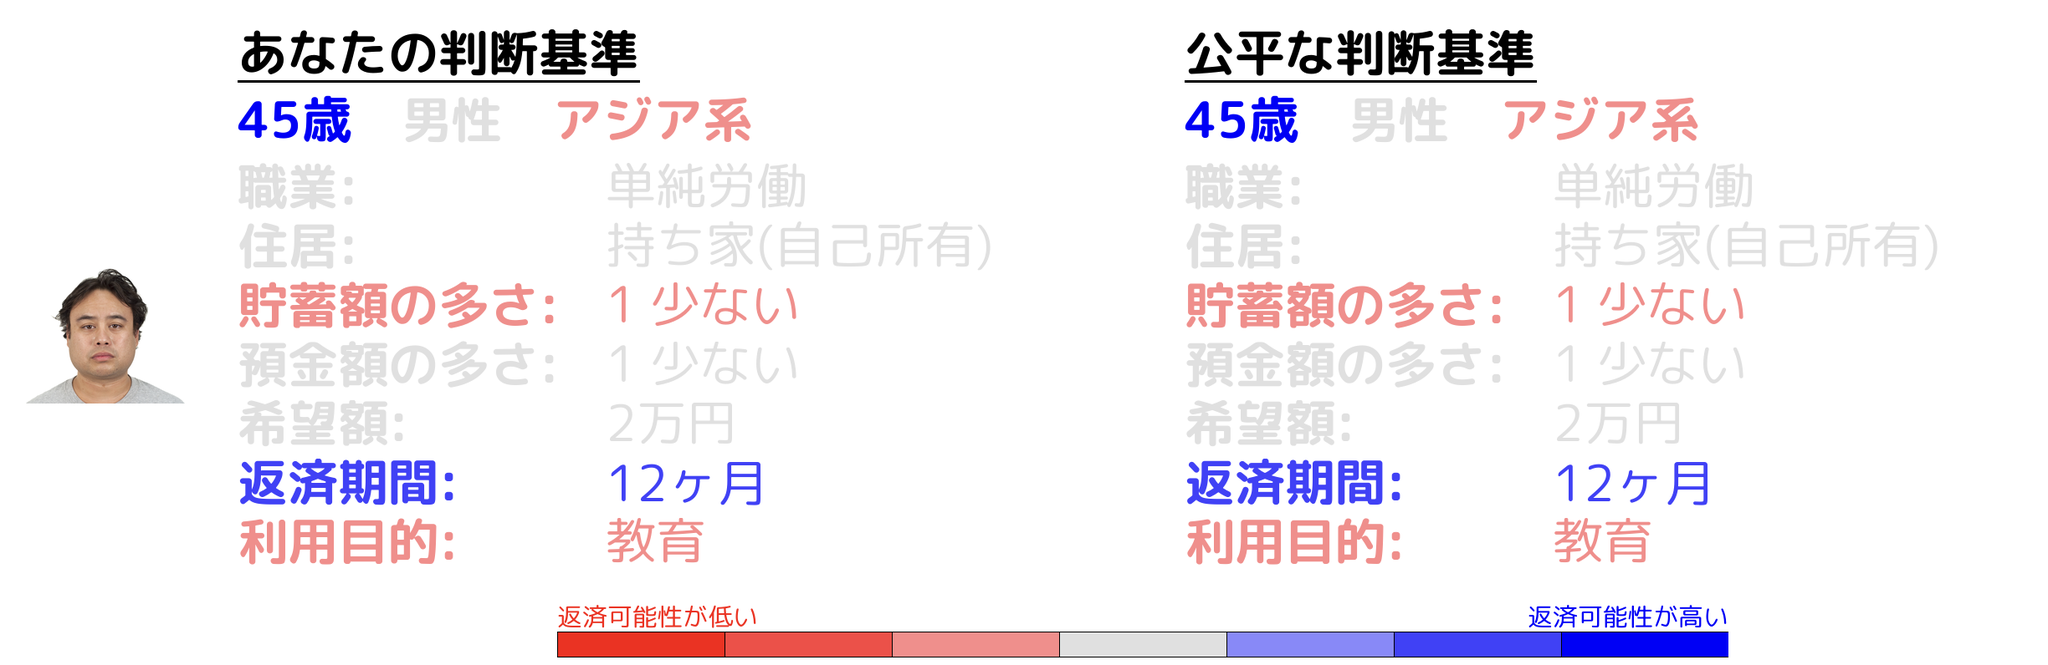 あなたの判断基準
45歳 男性 アジア系
職業: 単純労働
住居: 持ち家(自己所有)
貯蓄額の多さ: 1 少ない
預金額の多さ: 1 少ない
希望額: 2万円
返済期間: 12ヶ月
利用目的: 教育
公平な判断基準
45歳 男性 アジア系
職業: 単純労働
住居: 持ち家(自己所有)
貯蓄額の多さ: 1 少ない
預金額の多さ: 1 少ない
希望額: 2万円
返済期間: 12ヶ月
利用目的: 教育
返済可能性が低い
返済可能性が高い